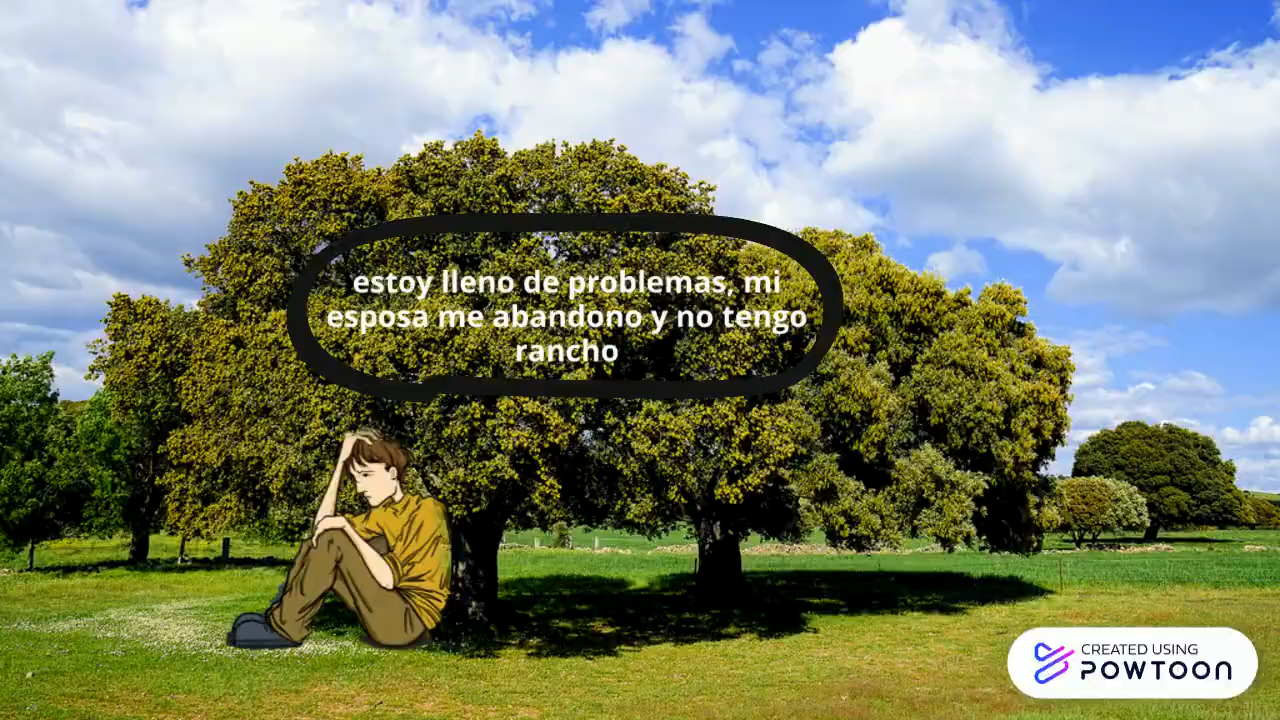 estoy lleno de problemas, mi
esposa me abandono y no tengo
rancho
CREATED USING
POWTOON